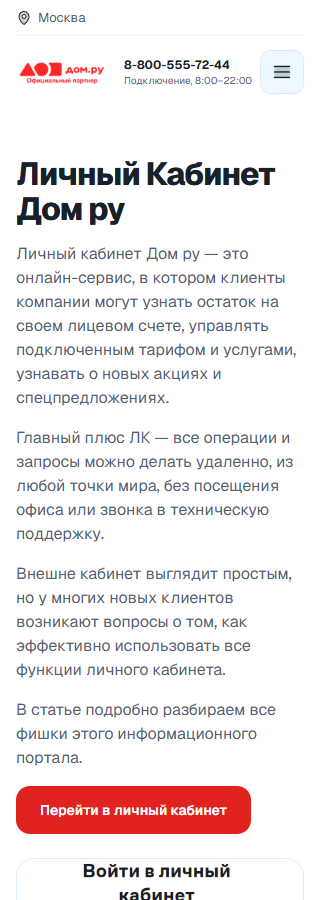 Москва
дом.ру
Официальный партнер
8-800-555-72-44
Подключение, 8:00–22:00
Личный Кабинет
Дом ру
Личный кабинет Дом ру — это
онлайн-сервис, в котором клиенты
компании могут узнать остаток на
своем лицевом счете, управлять
подключенным тарифом и услугами,
узнавать о новых акциях и
спецпредложениях.
Главный плюс ЛК — все операции и
запросы можно делать удаленно, из
любой точки мира, без посещения
офиса или звонка в техническую
поддержку.
Внешне кабинет выглядит простым,
но у многих новых клиентов
возникают вопросы о том, как
эффективно использовать все
функции личного кабинета.
В статье подробно разбираем все
фишки этого информационного
портала.
Перейти в личный кабинет
Войти в личный
кабинет